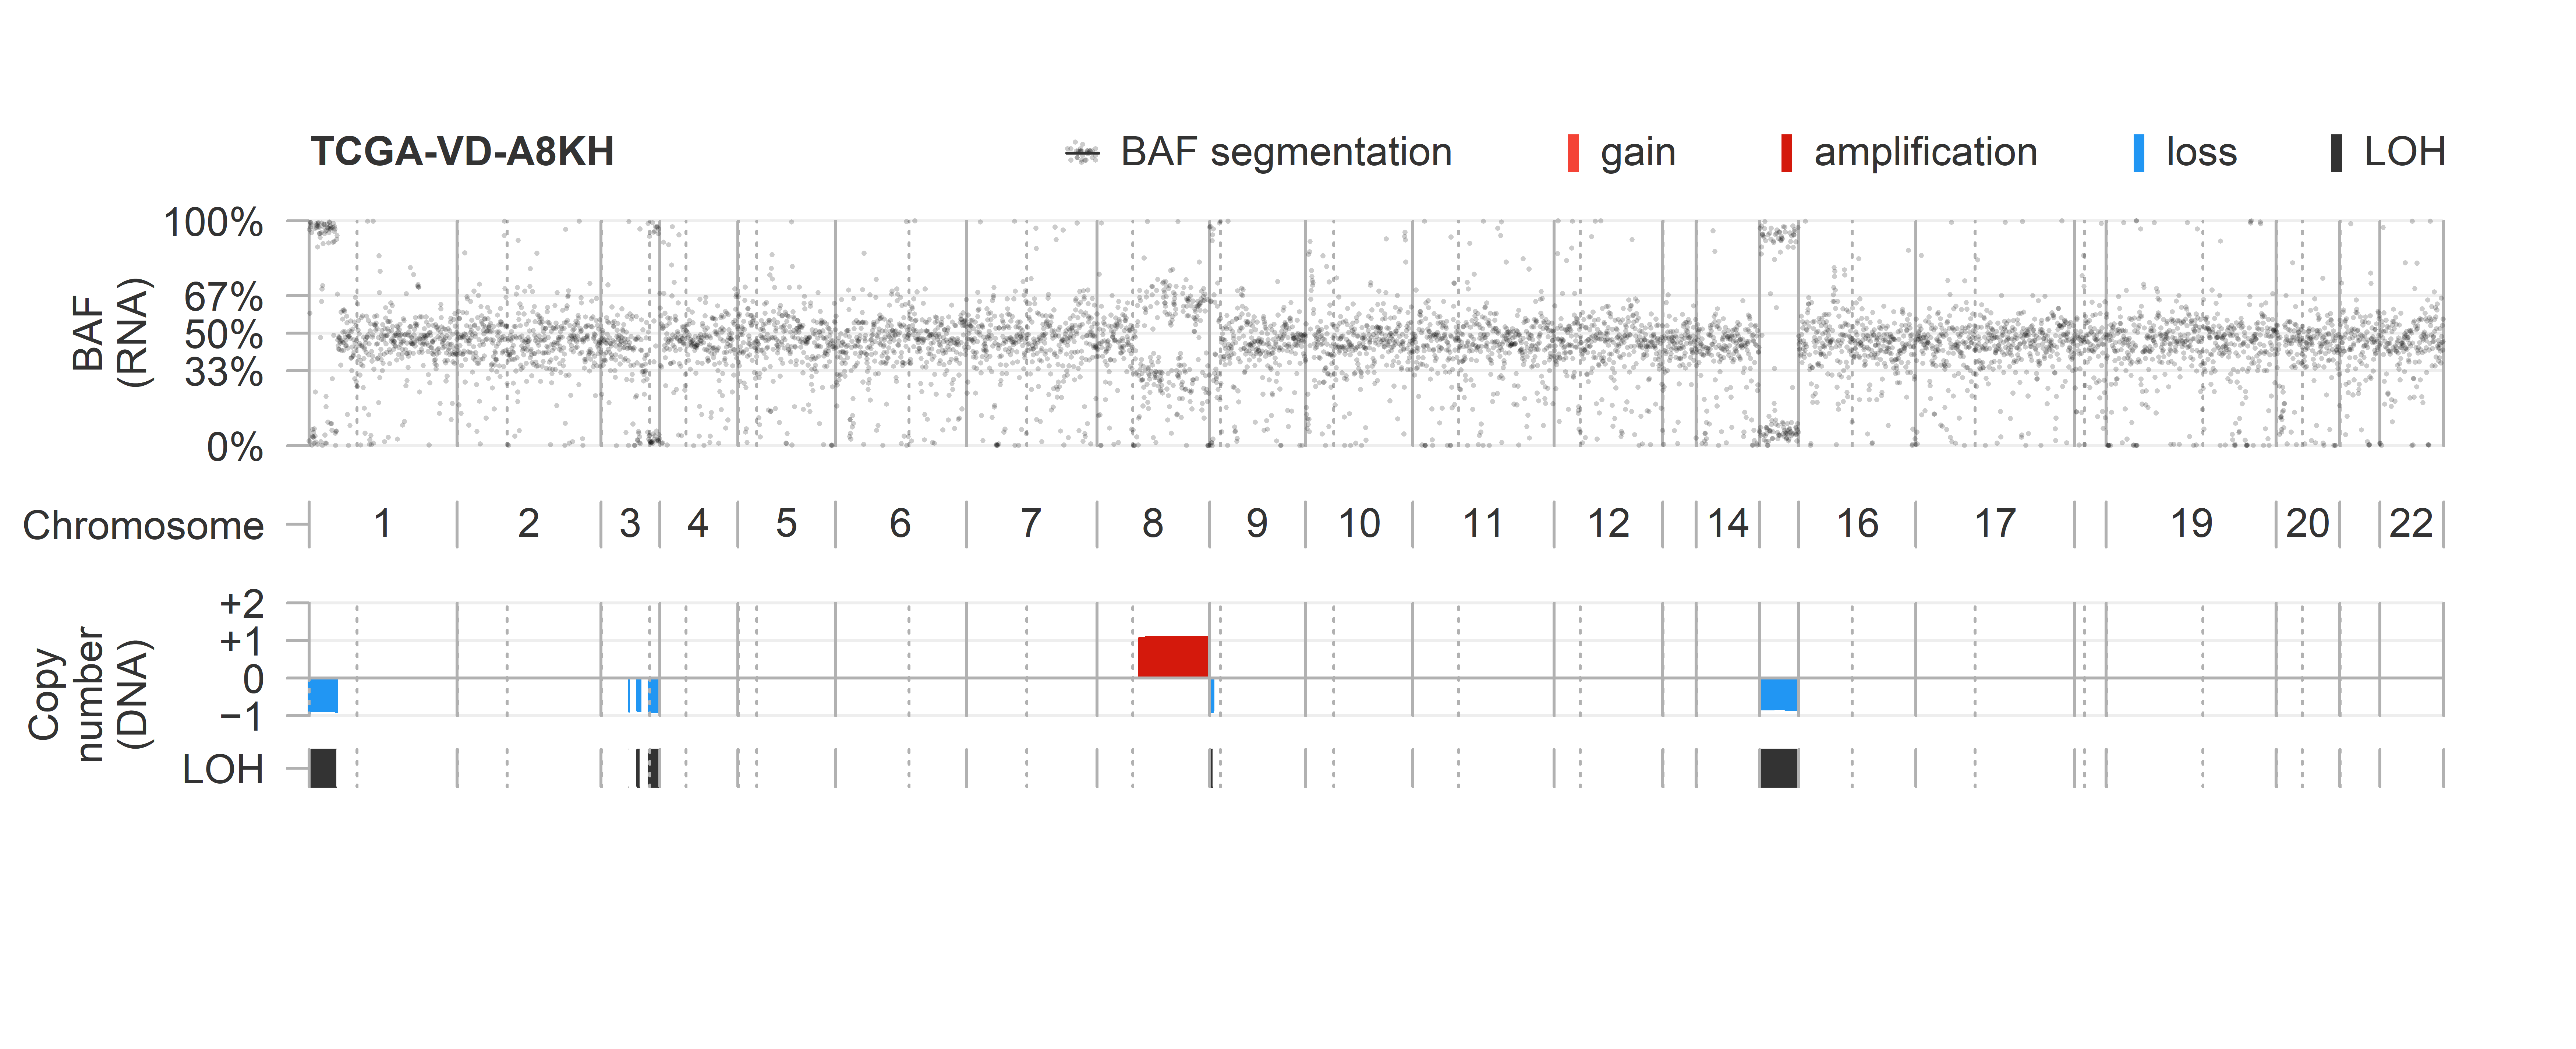 TCGA-VD-A8KH BAF segmentation gain amplification loss LOH
BAF
(RNA)
100%
67%
50%
33%
0%
Chromosome 1 2 3 4 5 6 7 8 9 10 11 12 14 16 17 19 20 22
Copy
number
(DNA)
+2
+1
0
−1
LOH